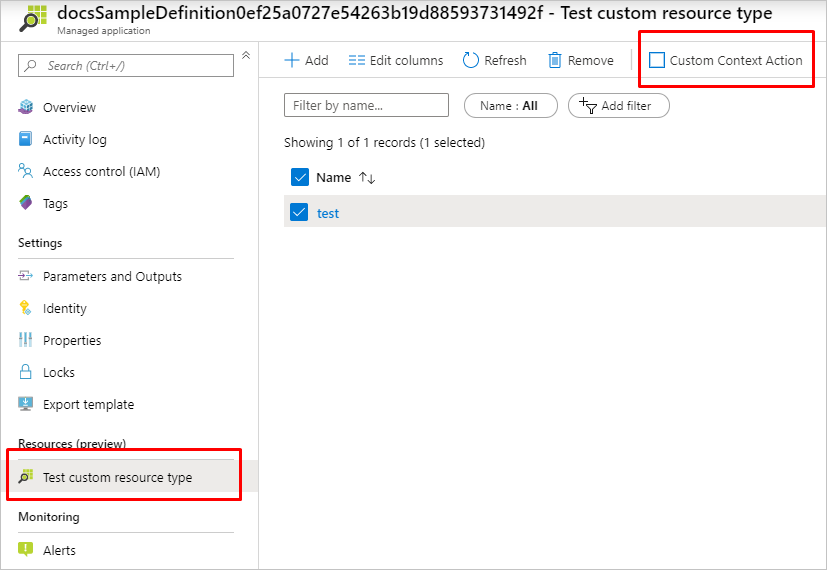 docsSampleDefinition0ef25a0727e54263b19d88593731492f - Test custom resource type
Managed application
Search (Ctrl+/)
Overview
Activity log
Access control (IAM)
Tags
Settings
Parameters and Outputs
Identity
Properties
Locks
Export template
Resources (preview)
Test custom resource type
Monitoring
Alerts
Add Edit columns Refresh Remove Custom Context Action
Filter by name... Name : All Add filter
Showing 1 of 1 records (1 selected)
Name
test